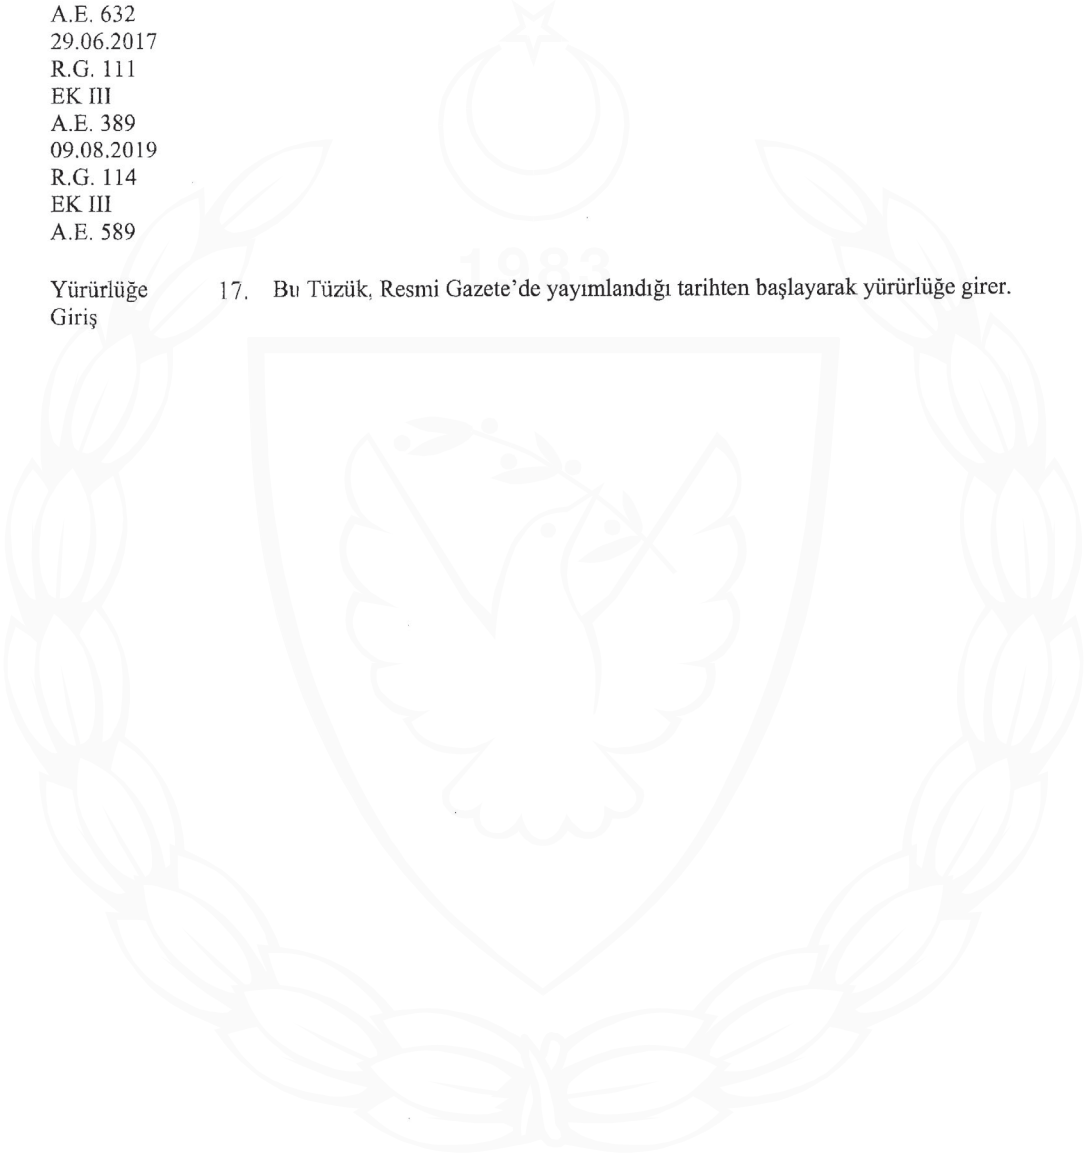 A.E. 632
29.06.2017
R.G. 111
EK III
A.E. 389
09.08.2019
R.G. 114
EK III
A.E. 589
1983
Yürürlüğe 17. Bu Tüzük, Resmi Gazete’de yayımlandığı tarihten başlayarak yürürlüğe girer.
Giriş